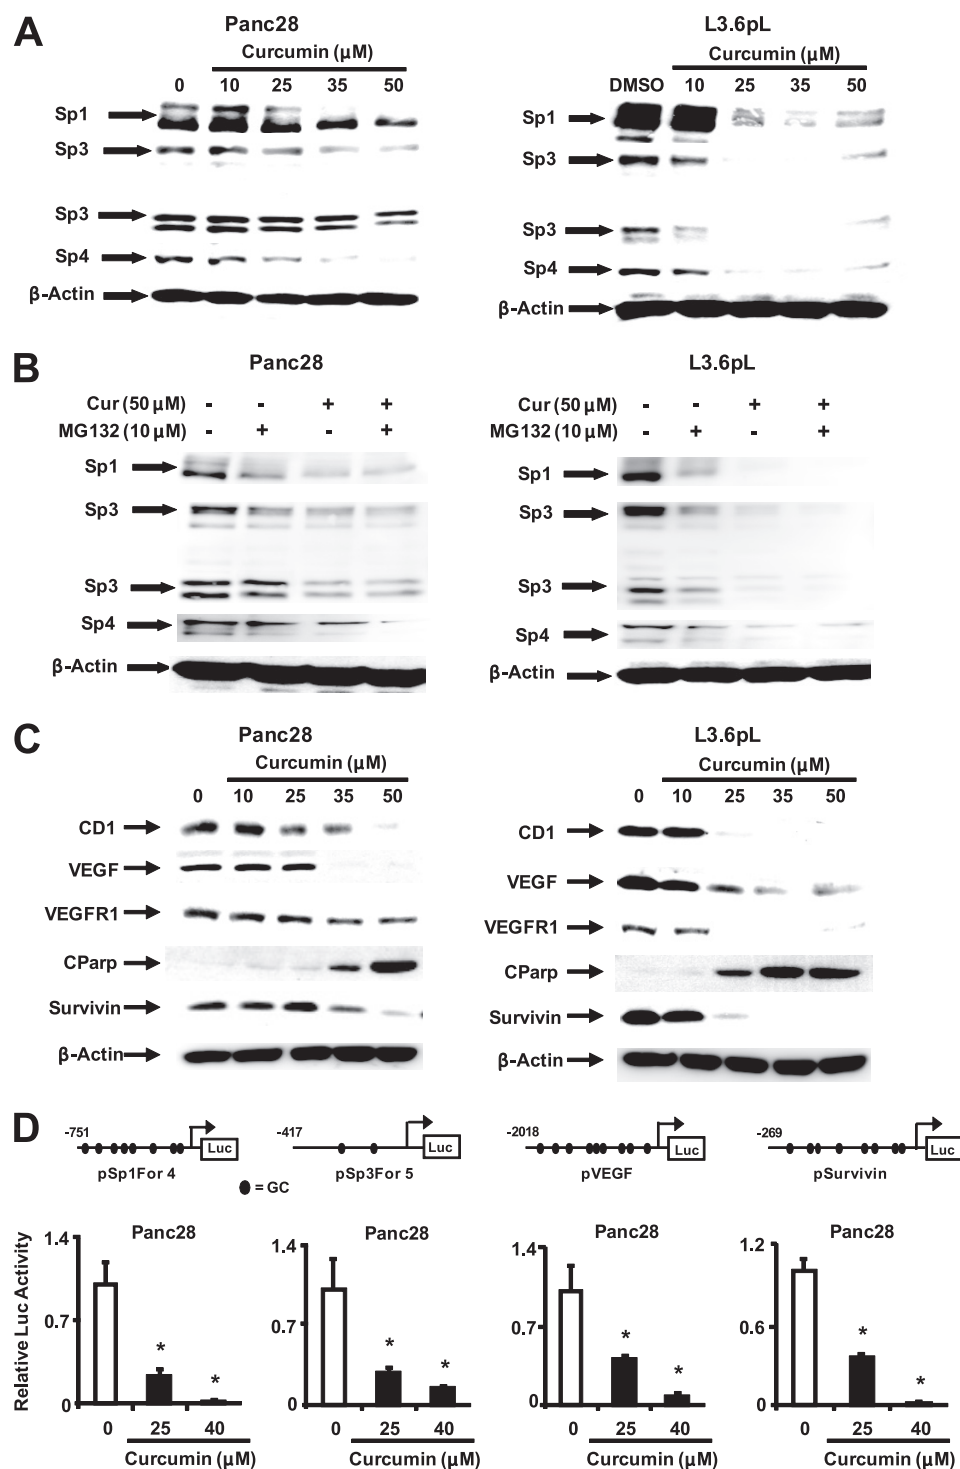 A
Panc28
Curcumin (µM)
0 10 25 35 50
Sp1
Sp3
Sp3
Sp4
β-Actin
L3.6pL
Curcumin (µM)
DMSO 10 25 35 50
Sp1
Sp3
Sp3
Sp4
β-Actin
B
Panc28
Cur (50 µM) - - + +
MG132 (10 µM) - + - +
Sp1
Sp3
Sp3
Sp4
β-Actin
L3.6pL
Cur (50 µM) - - + +
MG132 (10 µM) - + - +
Sp1
Sp3
Sp3
Sp4
β-Actin
C
Panc28
Curcumin (µM)
0 10 25 35 50
CD1
VEGF
VEGFR1
CParp
Survivin
β-Actin
L3.6pL
Curcumin (µM)
0 10 25 35 50
CD1
VEGF
VEGFR1
CParp
Survivin
β-Actin
D
-751
Luc
pSp1For 4
-417
Luc
pSp3For 5
= GC
-2018
Luc
pVEGF
-269
Luc
pSurvivin
Relative Luc Activity
Panc28
1.4
0.7
0
* *
0 25 40
Curcumin (µM)
Panc28
1.4
0.7
0
* *
0 25 40
Curcumin (µM)
Panc28
1.4
0.7
0
* *
0 25 40
Curcumin (µM)
Panc28
1.2
0.6
0
* *
0 25 40
Curcumin (µM)